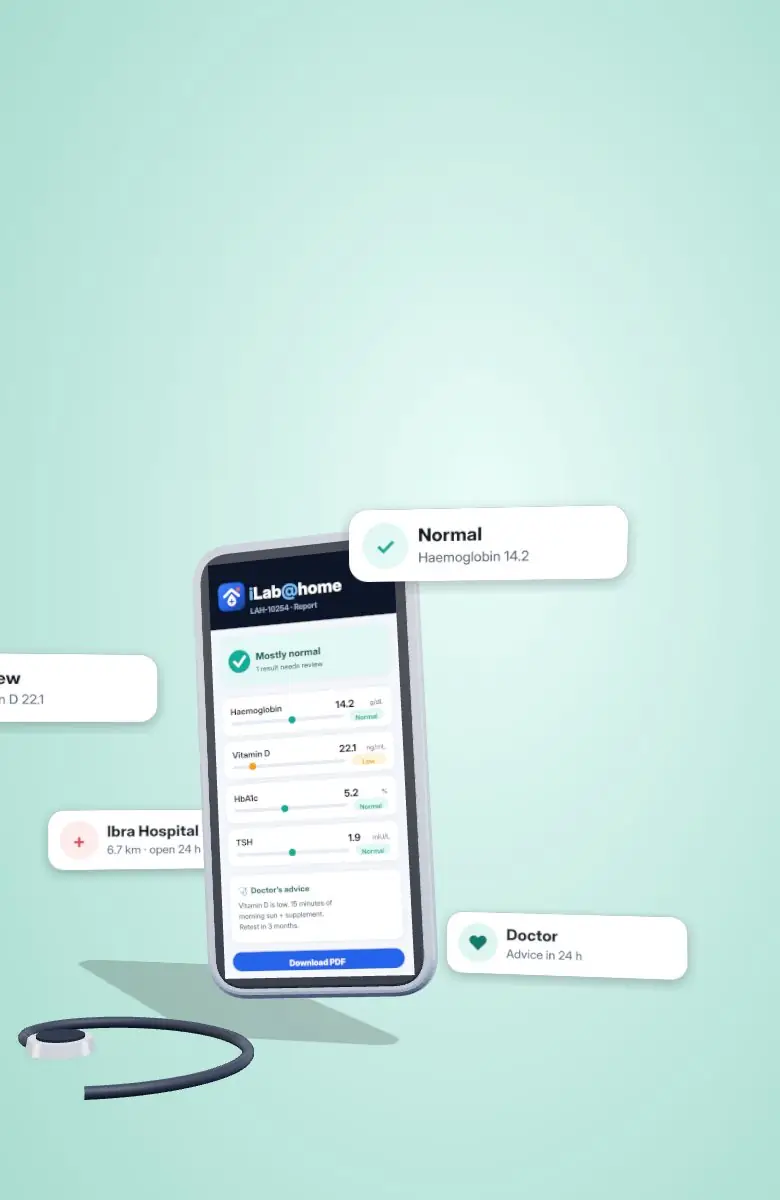 Normal
Haemoglobin 14.2
iLab@home
LAH-10254 · Report
Mostly normal
1 result needs review
ew
n D 22.1
Haemoglobin 14.2 g/dL
Normal
Vitamin D 22.1 ng/mL
Low
HbA1c 5.2 %
Normal
Ibra Hospital
6.7 km · open 24 h
TSH 1.9 mIU/L
Normal
Doctor's advice
Vitamin D is low. 15 minutes of
morning sun + supplement.
Retest in 3 months.
Doctor
Advice in 24 h
Download PDF